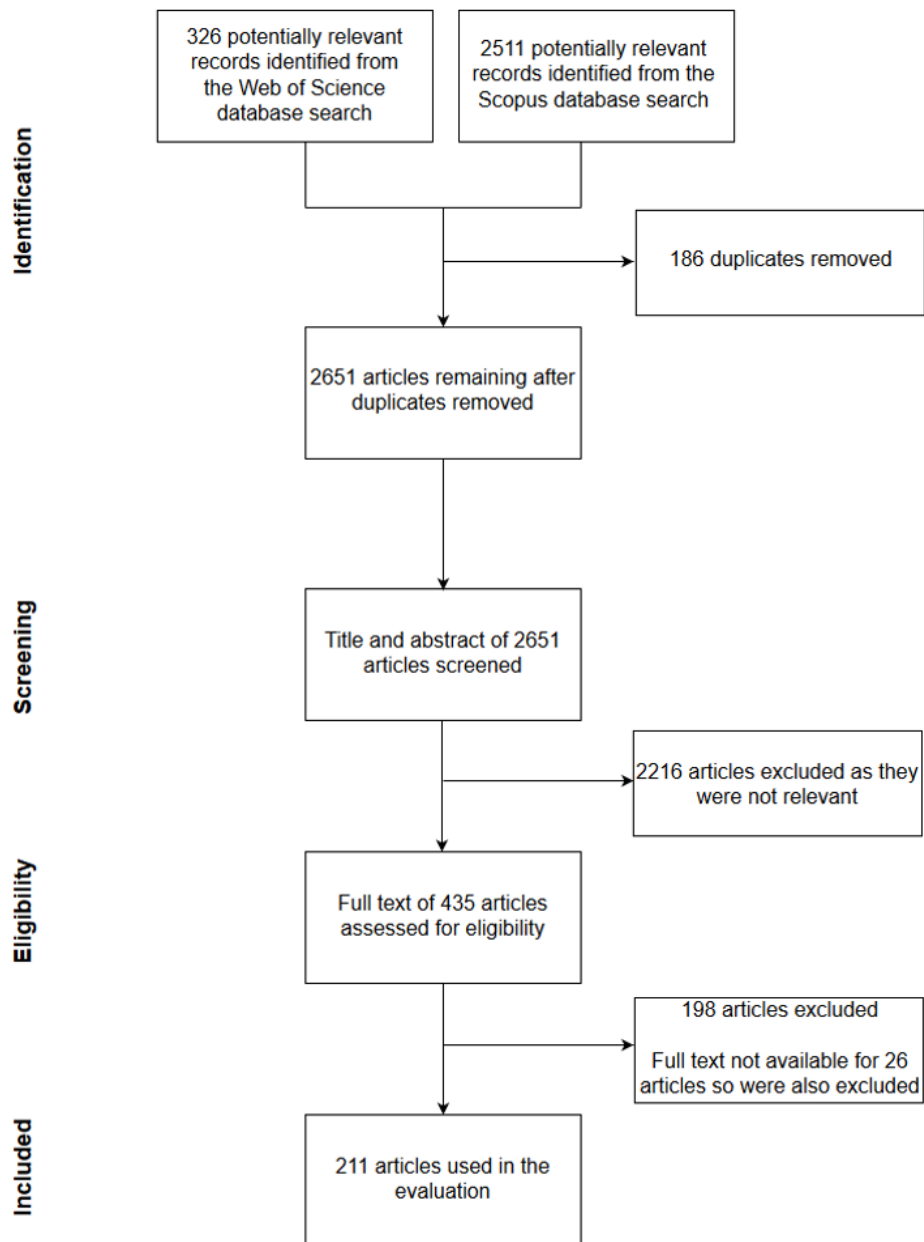 326 potentially relevant
records identified from
the Web of Science
database search
2511 potentially relevant
records identified from the
Scopus database search
Identification
186 duplicates removed
2651 articles remaining after
duplicates removed
Screening
Title and abstract of 2651
articles screened
2216 articles excluded as they
were not relevant
Eligibility
Full text of 435 articles
assessed for eligibility
198 articles excluded
Full text not available for 26
articles so were also excluded
Included
211 articles used in the
evaluation